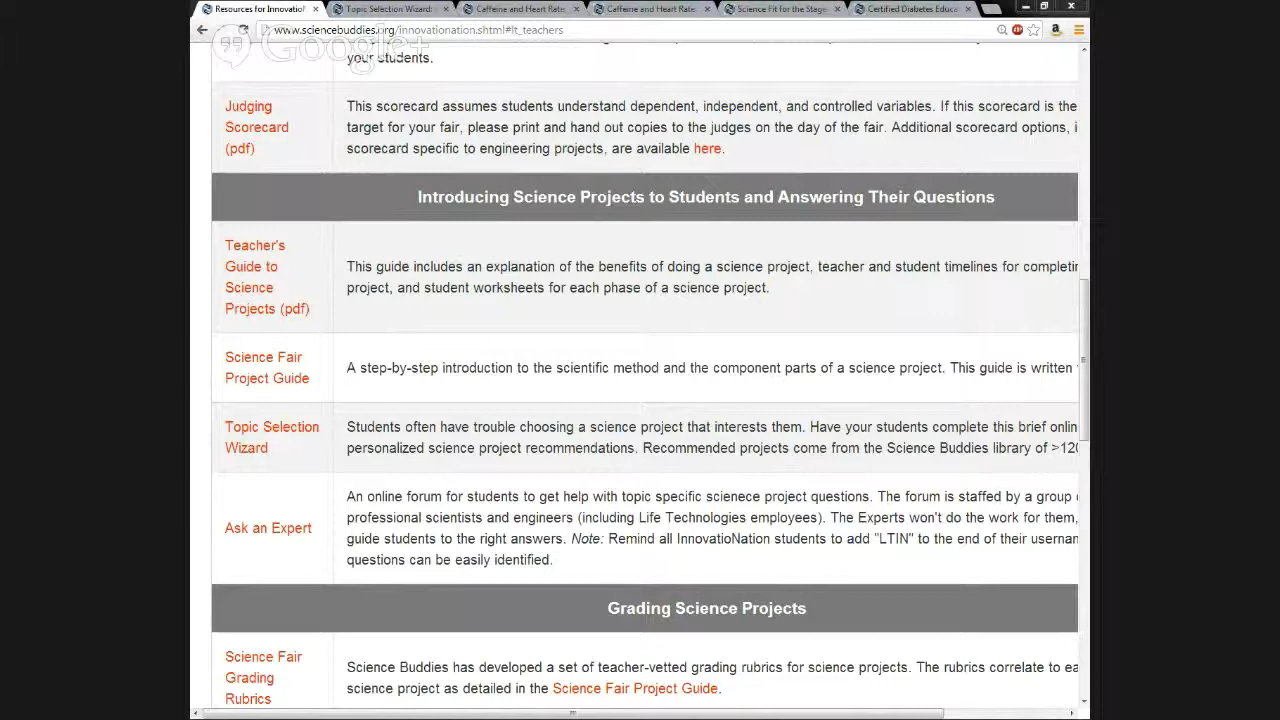 Resources for Innovatio
Topic Selection Wizard:
Caffeine and Heart Rate:
Caffeine and Heart Rate:
Science Fit for the Stage
Certified Diabetes Educa
www.sciencebuddies.org/innovationation.shtml#lt_teachers
Google+
your students.
Judging
Scorecard
(pdf)
This scorecard assumes students understand dependent, independent, and controlled variables. If this scorecard is the
target for your fair, please print and hand out copies to the judges on the day of the fair. Additional scorecard options, i
scorecard specific to engineering projects, are available here.
Introducing Science Projects to Students and Answering Their Questions
Teacher's
Guide to
Science
Projects (pdf)
This guide includes an explanation of the benefits of doing a science project, teacher and student timelines for completin
project, and student worksheets for each phase of a science project.
Science Fair
Project Guide
A step-by-step introduction to the scientific method and the component parts of a science project. This guide is written
Topic Selection
Wizard
Students often have trouble choosing a science project that interests them. Have your students complete this brief onlin
personalized science project recommendations. Recommended projects come from the Science Buddies library of >120
Ask an Expert
An online forum for students to get help with topic specific scienece project questions. The forum is staffed by a group
professional scientists and engineers (including Life Technologies employees). The Experts won't do the work for them,
guide students to the right answers. Note: Remind all InnovatioNation students to add "LTIN" to the end of their usernam
questions can be easily identified.
Grading Science Projects
Science Fair
Grading
Rubrics
Science Buddies has developed a set of teacher-vetted grading rubrics for science projects. The rubrics correlate to ea
science project as detailed in the Science Fair Project Guide.